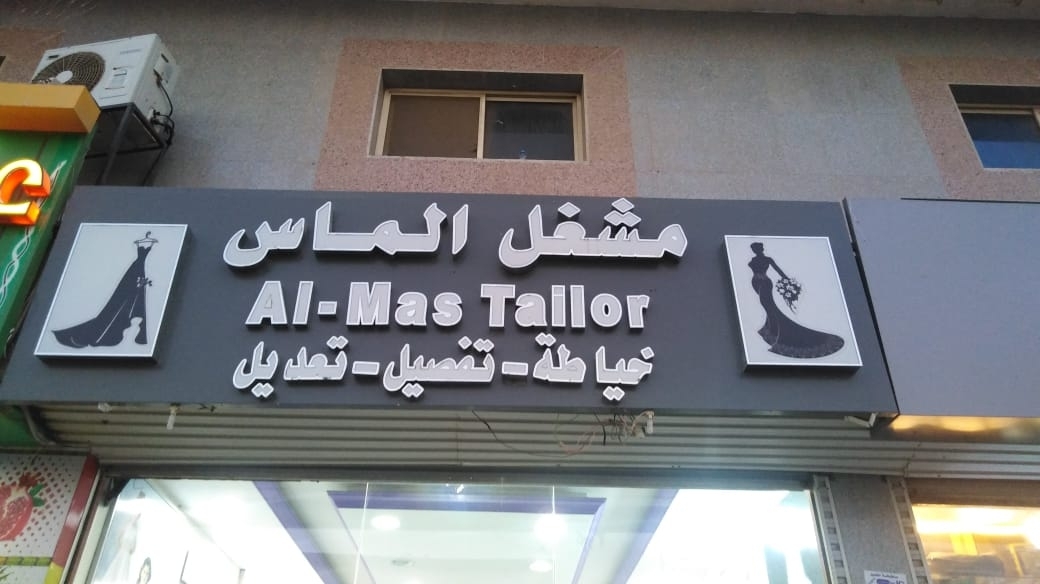 مشغل الماس
Al-Mas Tailor
خياطة - تفصيل - تعديل